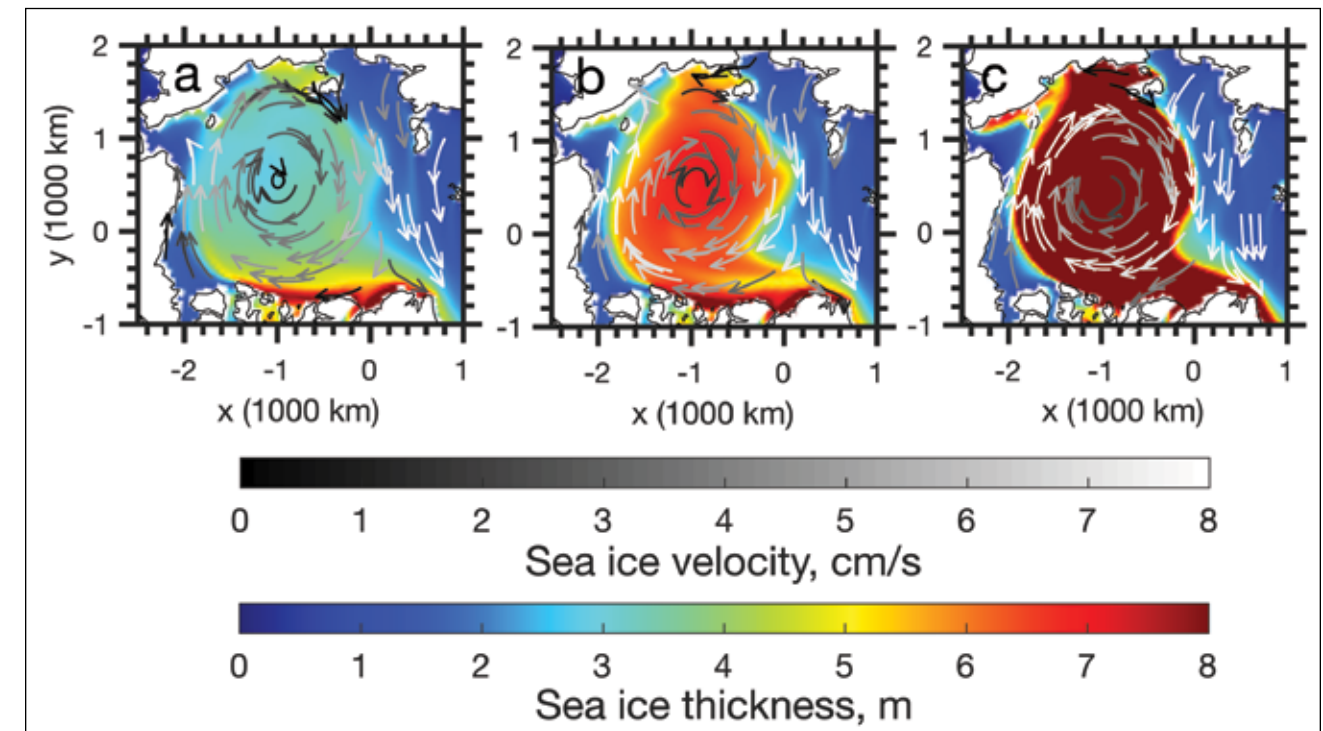 a
b
c
2
1
0
-1
y (1000 km)
2
1
0
-1
2
1
0
-1
-2 -1 0 1
-2 -1 0 1
-2 -1 0 1
x (1000 km)
x (1000 km)
x (1000 km)
0 1 2 3 4 5 6 7 8
Sea ice velocity, cm/s
0 1 2 3 4 5 6 7 8
Sea ice thickness, m